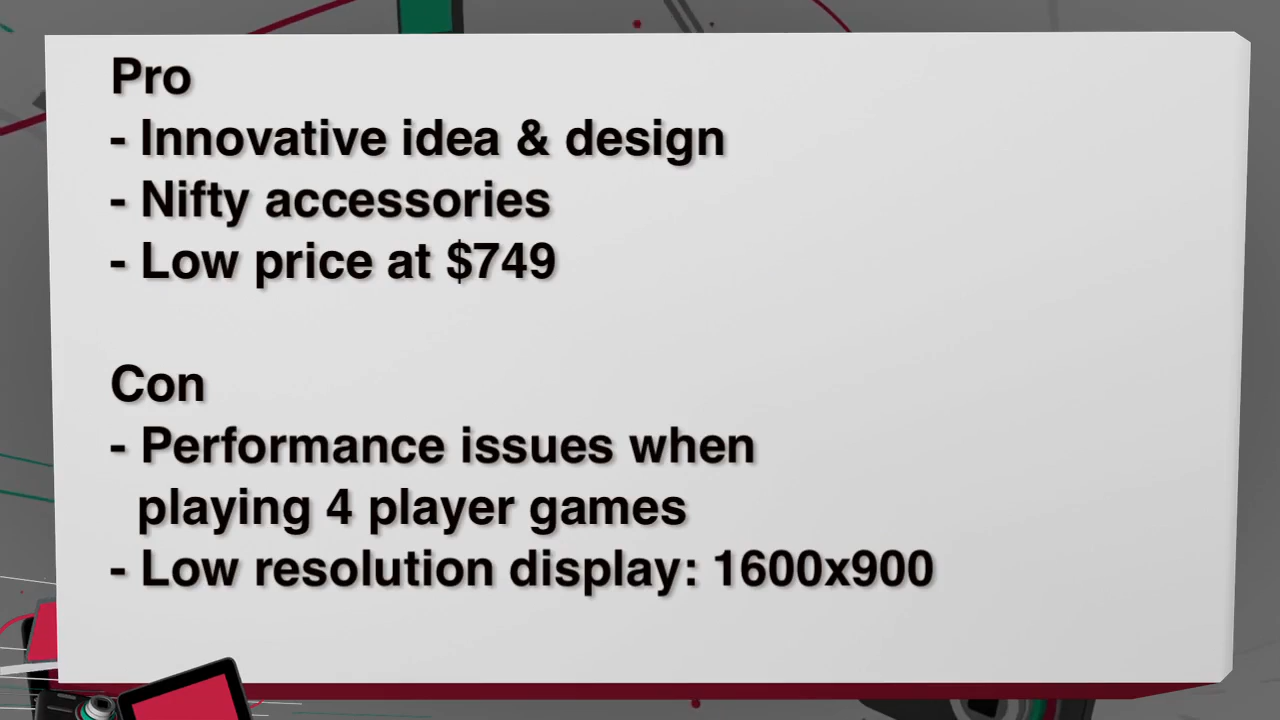 Pro
- Innovative idea & design
- Nifty accessories
- Low price at $749
Con
- Performance issues when
playing 4 player games
- Low resolution display: 1600x900